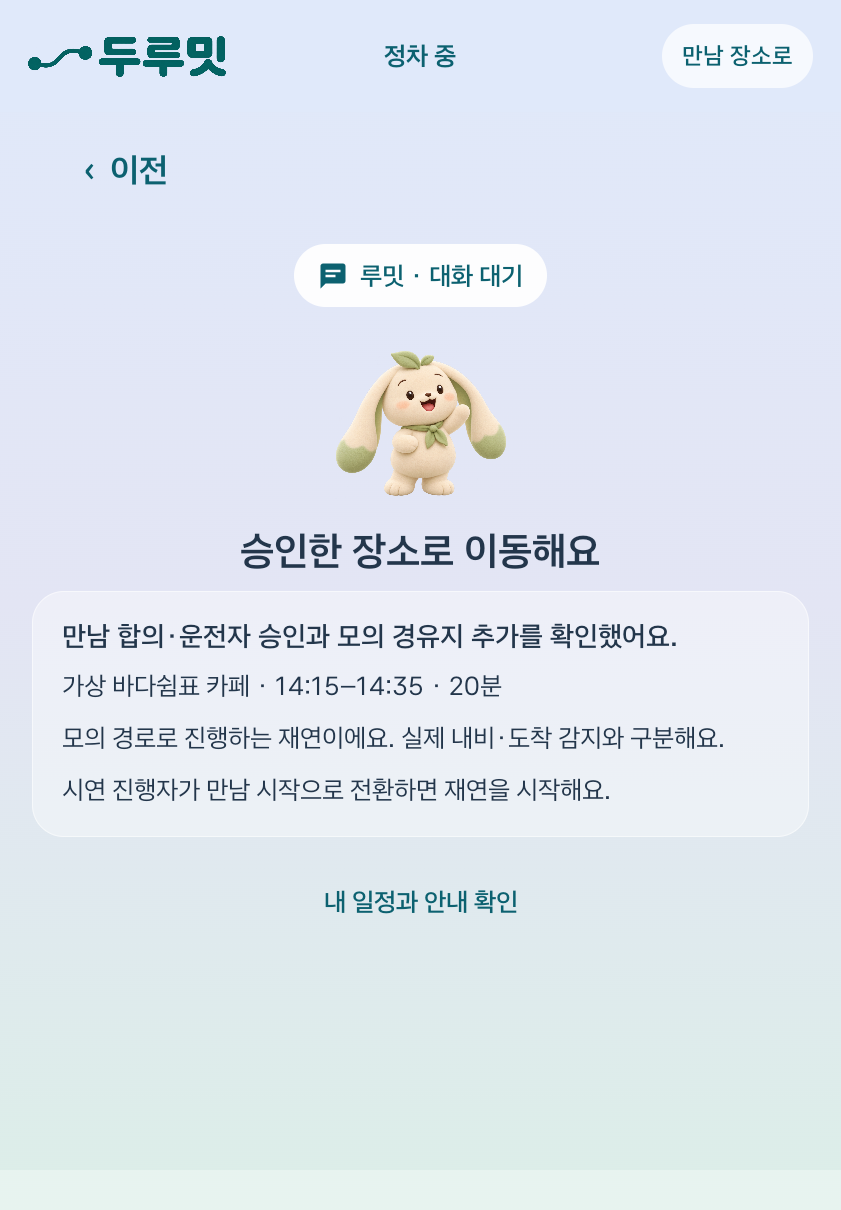 두루밋
정차 중
만남 장소로
‹ 이전
루밋 · 대화 대기
승인한 장소로 이동해요
만남 합의·운전자 승인과 모의 경유지 추가를 확인했어요.
가상 바다쉼표 카페 · 14:15–14:35 · 20분
모의 경로로 진행하는 재연이에요. 실제 내비·도착 감지와 구분해요.
시연 진행자가 만남 시작으로 전환하면 재연을 시작해요.
내 일정과 안내 확인